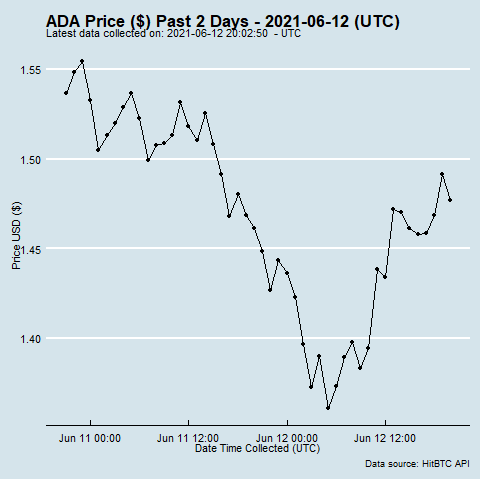 ADA Price ($) Past 2 Days - 2021-06-12 (UTC)
Latest data collected on: 2021-06-12 20:02:50 - UTC
1.55
1.50
1.45
1.40
Price USD ($)
Jun 11 00:00 Jun 11 12:00 Jun 12 00:00 Jun 12 12:00
Date Time Collected (UTC)
Data source: HitBTC API